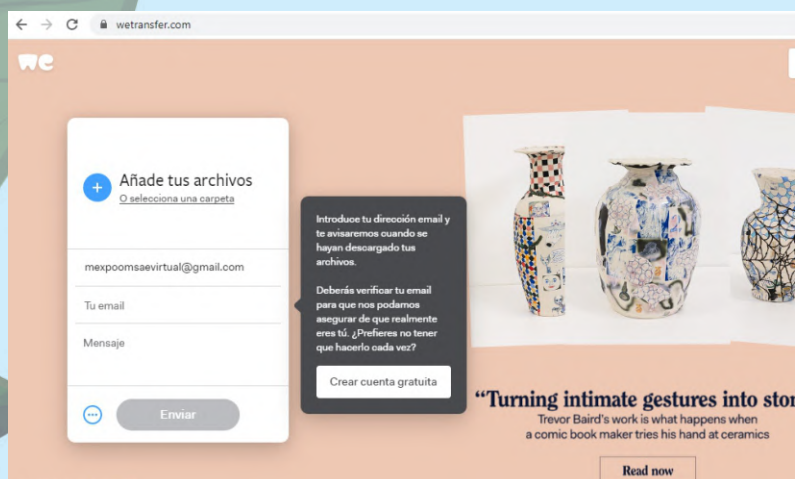 wetransfer.com
we
Añade tus archivos
O selecciona una carpeta
mexpoomsaevirtual@gmail.com
Tu email
Mensaje
Enviar
Introduce tu dirección email y
te avisaremos cuando se
hayan descargado tus
archivos.
Deberás verificar tu email
para que nos podamos
asegurar de que realmente
eres tú. ¿Prefieres no tener
que hacerlo cada vez?
Crear cuenta gratuita
“Turning intimate gestures into stor
Trevor Baird's work is what happens when
a comic book maker tries his hand at ceramics
Read now